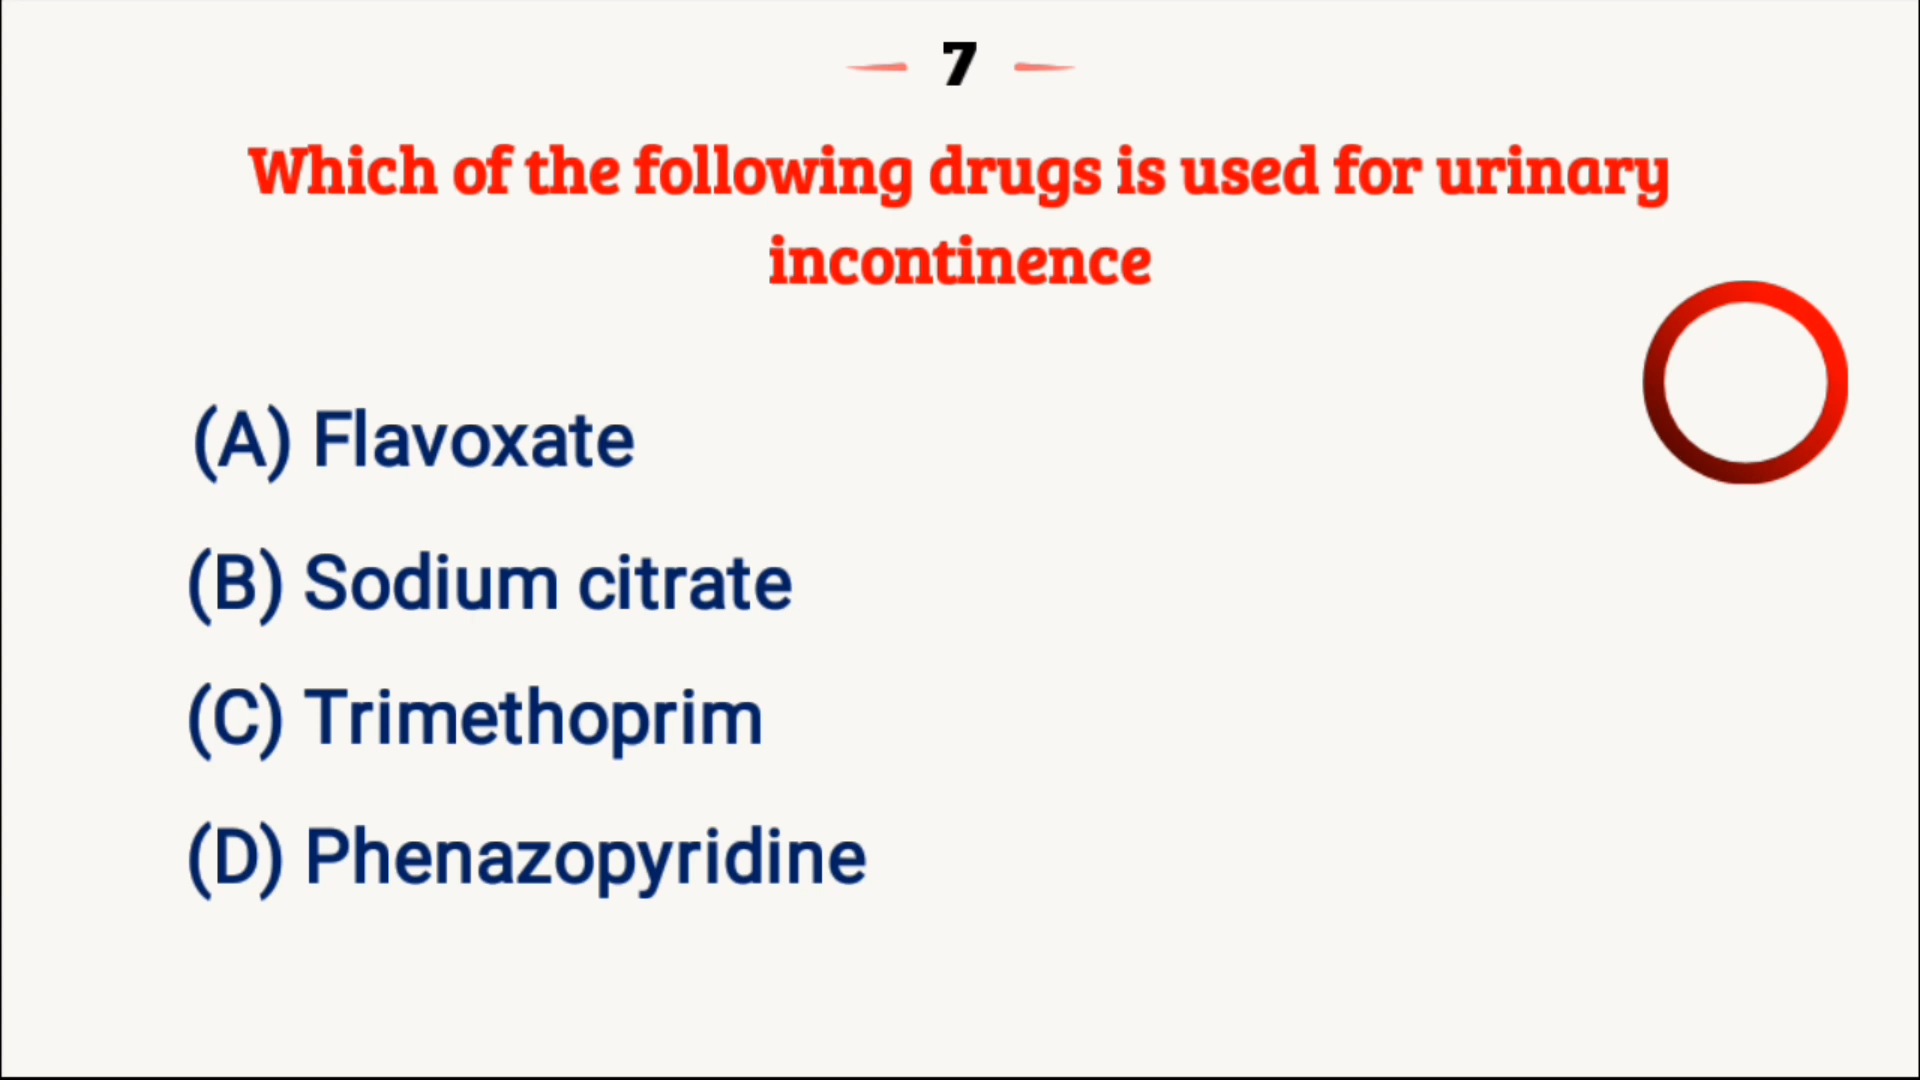 7
Which of the following drugs is used for urinary
incontinence
(A) Flavoxate
(B) Sodium citrate
(C) Trimethoprim
(D) Phenazopyridine